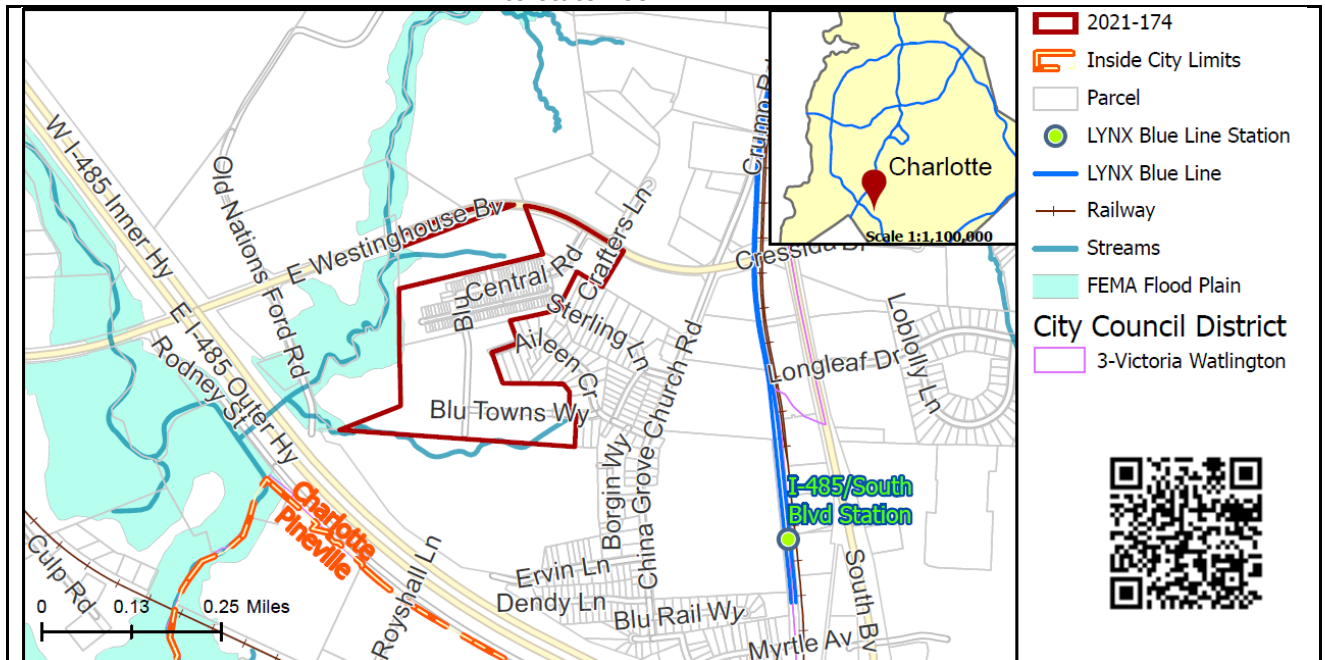 W I-485 Inner Hy
Old Nations Ford Rd
E Westinghouse Bv
E I-485 Outer Hy
Rodney St
Central Rd
Blu
Crafters Ln
Sterling Ln
Aileen Cr
Blu Towns Wy
Borgin Wy
China Grove Church Rd
Crump Rd
Cressida Dr
Longleaf Dr
Loblolly Ln
I-485/South
Blvd Station
South Bv
Charlotte
Pineville
Culp Rd
Royshall Ln
Ervin Ln
Dendy Ln
Blu Rail Wy
Myrtle Av
0 0.13 0.25 Miles
Charlotte
Scale 1:1,100,000
2021-174
Inside City Limits
Parcel
LYNX Blue Line Station
LYNX Blue Line
Railway
Streams
FEMA Flood Plain
City Council District
3-Victoria Watlington